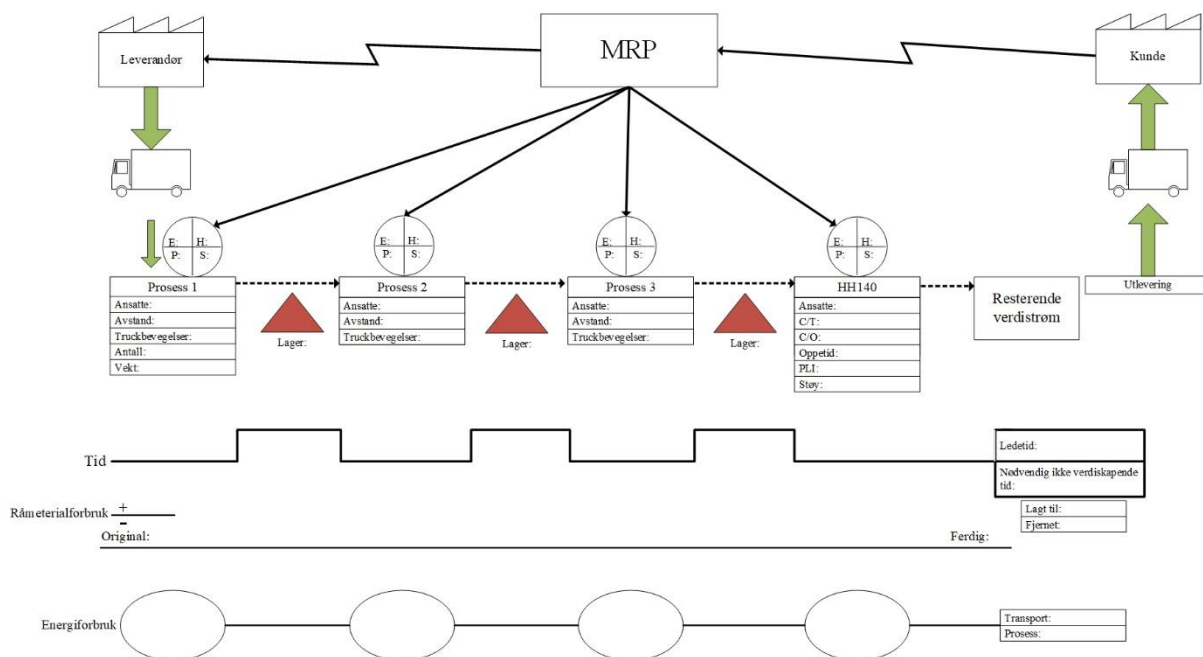 Leverandør
MRP
Kunde
E: H:
P: S:
E: H:
P: S:
E: H:
P: S:
E: H:
P: S:
Prosess 1
Ansatte:
Avstand:
Truckbevegelser:
Antall:
Vekt:
Lager:
Prosess 2
Ansatte:
Avstand:
Truckbevegelser:
Lager:
Prosess 3
Ansatte:
Avstand:
Truckbevegelser:
Lager:
HH140
Ansatte:
C/T:
C/O:
Oppetid:
PLI:
Støy:
Resterende
verdistrøm
Utlevering
Tid
Ledetid:
Nødvendig ikke verdiskapende
tid:
Råmeterialforbruk
+
-
Lagt til:
Fjernet:
Original:
Ferdig:
Energiforbruk
Transport:
Prosess: